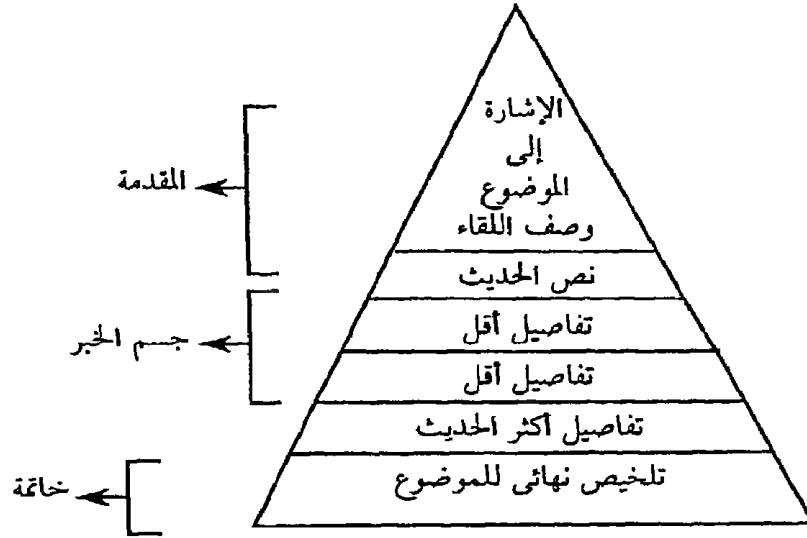 الإشارة
إلى
الموضوع
وصف اللقاء
المقدمة
نص الحديث
تفاصيل أقل
جسم الخبر
تفاصيل أقل
تفاصيل أكثر الحديث
تلخيص نهائى للموضوع
خاتمة